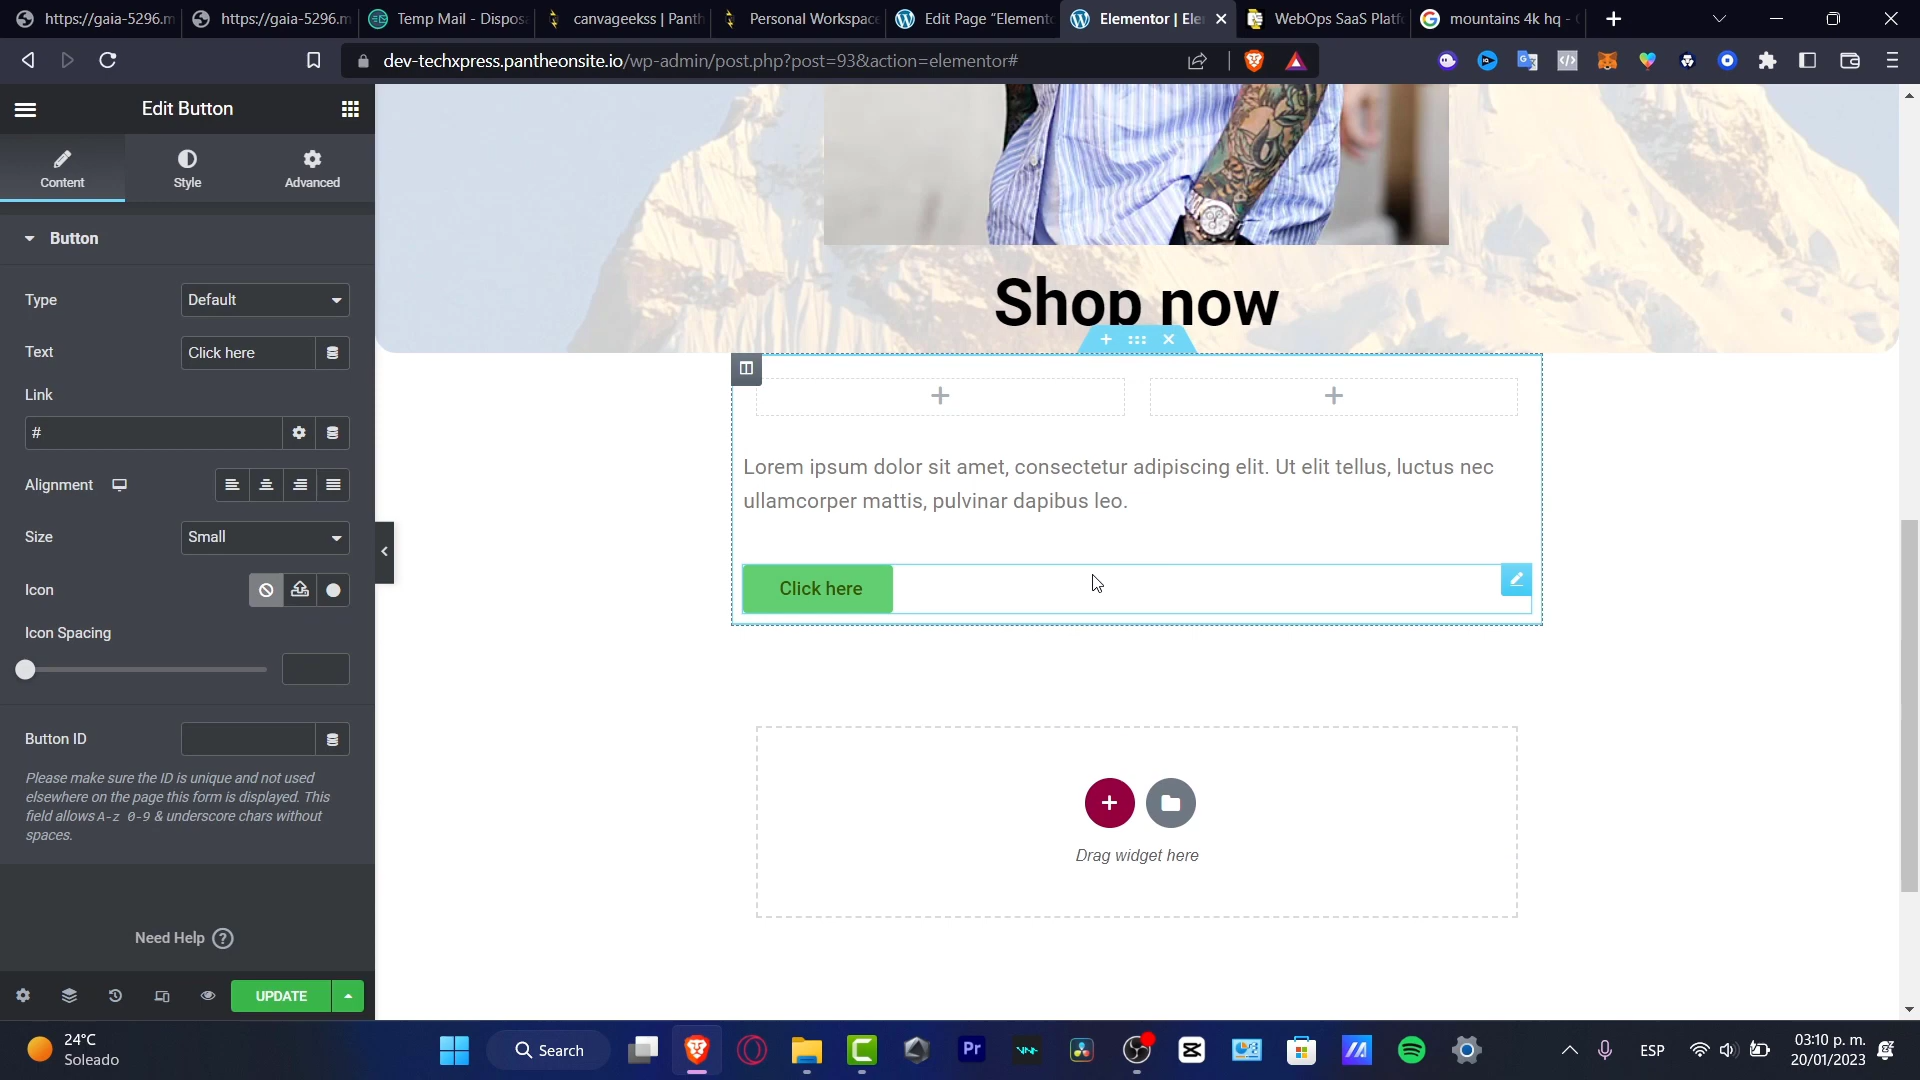 https://gaia-5296.m
https://gaia-5296.m
Temp Mail - Dispos
canvageekss | Panth
Personal Workspac
Edit Page "Element
Elementor | Ele
WebOps SaaS Platf
mountains 4k hq -
dev-techxpress.pantheonsite.io/wp-admin/post.php?post=93&action=elementor#
Edit Button
Content
Style
Advanced
Button
Type
Default
Text
Click here
Link
#
Alignment
Size
Small
Icon
Icon Spacing
Button ID
Please make sure the ID is unique and not used
elsewhere on the page this form is displayed. This
field allows A-z 0-9 & underscore chars without
spaces.
Need Help ?
UPDATE
Shop now
Lorem ipsum dolor sit amet, consectetur adipiscing elit. Ut elit tellus, luctus nec
ullamcorper mattis, pulvinar dapibus leo.
Click here
Drag widget here
24°C
Soleado
Search
Pr
ESP
03:10 p. m.
20/01/2023